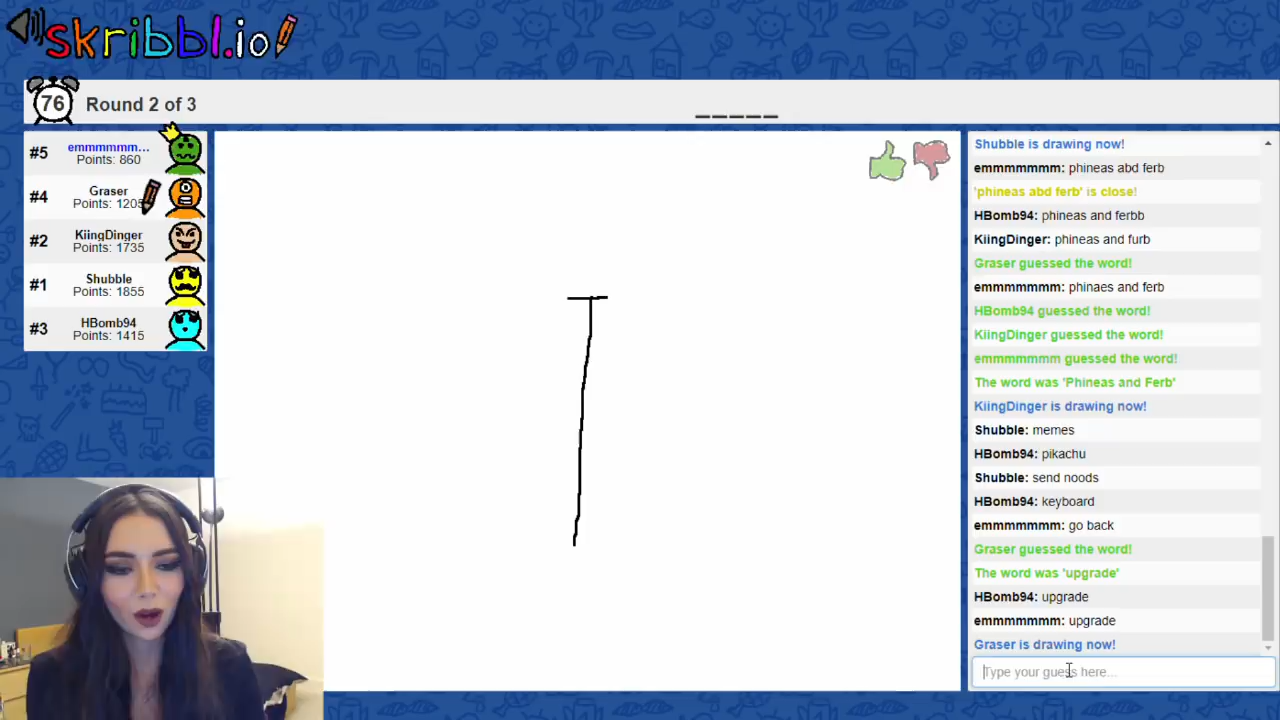 skribbl.io
76
Round 2 of 3
_ _ _ _ _
#5
emmmmmm...
Points: 860
#4
Graser
Points: 1205
#2
KiingDinger
Points: 1735
#1
Shubble
Points: 1855
#3
HBomb94
Points: 1415
Shubble is drawing now!
emmmmmmm: phineas abd ferb
'phineas abd ferb' is close!
HBomb94: phineas and ferbb
KiingDinger: phineas and furb
Graser guessed the word!
emmmmmmm: phinaes and ferb
HBomb94 guessed the word!
KiingDinger guessed the word!
emmmmmmm guessed the word!
The word was 'Phineas and Ferb'
KiingDinger is drawing now!
Shubble: memes
HBomb94: pikachu
Shubble: send noods
HBomb94: keyboard
emmmmmmm: go back
Graser guessed the word!
The word was 'upgrade'
HBomb94: upgrade
emmmmmmm: upgrade
Graser is drawing now!
Type your guess here...